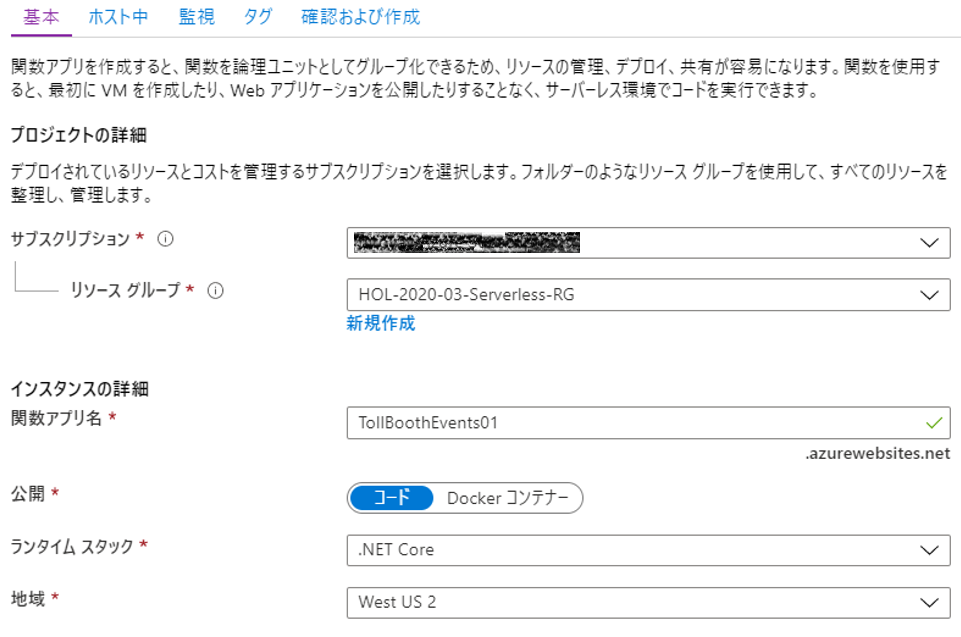 基本 ホスト中 監視 タグ 確認および作成
関数アプリを作成すると、関数を論理ユニットとしてグループ化できるため、リソースの管理、デプロイ、共有が容易になります。関数を使用す
ると、最初に VM を作成したり、Web アプリケーションを公開したりすることなく、サーバーレス環境でコードを実行できます。
プロジェクトの詳細
デプロイされているリソースとコストを管理するサブスクリプションを選択します。フォルダーのようなリソース グループを使用して、すべてのリソースを
整理し、管理します。
サブスクリプション *
リソース グループ * HOL-2020-03-Serverless-RG
新規作成
インスタンスの詳細
関数アプリ名 * TollBoothEvents01
.azurewebsites.net
公開 * コード Docker コンテナー
ランタイム スタック * .NET Core
地域 * West US 2